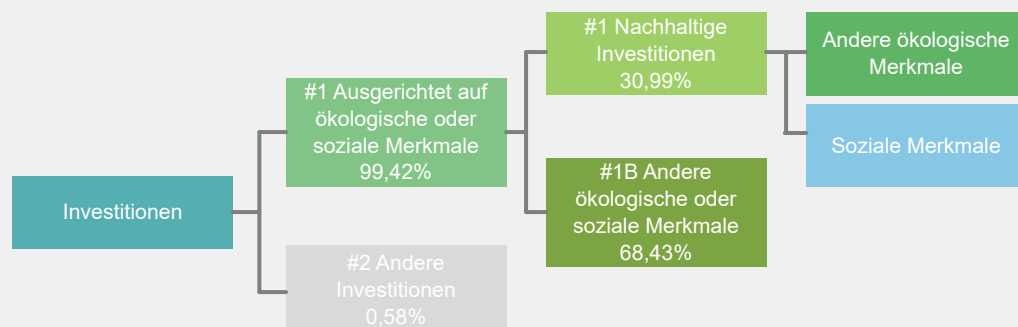 Investitionen
#1 Ausgerichtet auf
ökologische oder
soziale Merkmale
99,42%
#2 Andere
Investitionen
0,58%
#1 Nachhaltige
Investitionen
30,99%
#1B Andere
ökologische oder
soziale Merkmale
68,43%
Andere ökologische
Merkmale
Soziale Merkmale